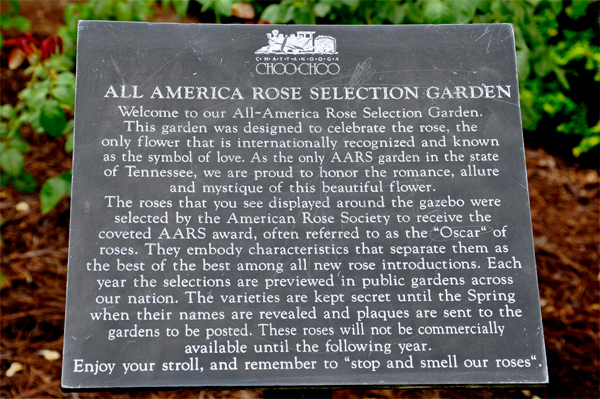 CHATTANOOGA
CHOO·CHOO
ALL AMERICA ROSE SELECTION GARDEN
Welcome to our All-America Rose Selection Garden.
This garden was designed to celebrate the rose, the
only flower that is internationally recognized and known
as the symbol of love. As the only AARS garden in the state
of Tennessee, we are proud to honor the romance, allure
and mystique of this beautiful flower.
The roses that you see displayed around the gazebo were
selected by the American Rose Society to receive the
coveted AARS award, often referred to as the "Oscar" of
roses. They embody characteristics that separate them as
the best of the best among all new rose introductions. Each
year the selections are previewed in public gardens across
our nation. The varieties are kept secret until the Spring
when their names are revealed and plaques are sent to the
gardens to be posted. These roses will not be commercially
available until the following year.
Enjoy your stroll, and remember to "stop and smell our roses".